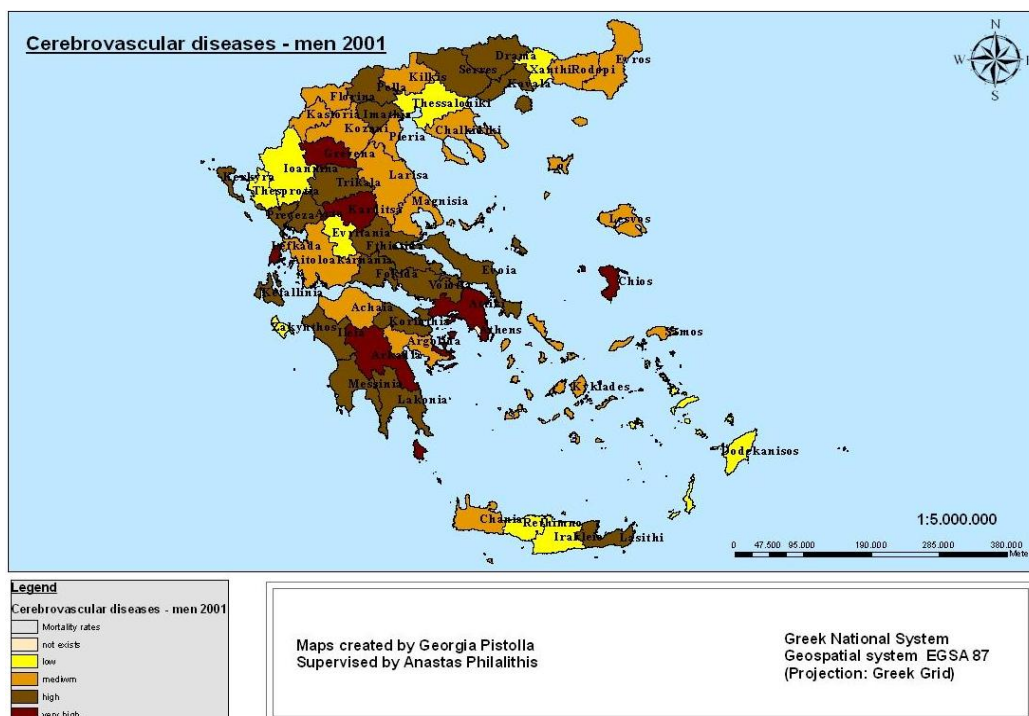 Cerebrovascular diseases - men 2001
N
W
E
S
Drama
Evros
Xanthi Rodopi
Serres
Kilkis
Kavala
Pella
Florina
Thessaloniki
Kastoria Imathia
Kozani
Chalkidiki
Pieria
Grevena
Ioannina
Larisa
Kerkyra
Trikala
Thesprotia
Magnisia
Preveza
Karditsa
Lesvos
Evritania
Lefkada
Fthiotida
Aitoloakarnania
Evoia
Fokida
Voiotia
Chios
Kefallinia
Achaia
Korinthia
Athens
Samos
Zakynthos
Ileia
Argolida
Arkadia
Messinia
Kyklades
Lakonia
Dodekanisos
Chania
Rethimno
Irakleio
Lasithi
1:5.000.000
0 47.500 95.000 190.000 285.000 380.000
Mete
Legend
Cerebrovascular diseases - men 2001
Mortality rates
not exists
low
medium
high
very high
Maps created by Georgia Pistolla
Supervised by Anastas Philalithis
Greek National System
Geospatial system EGSA 87
(Projection: Greek Grid)